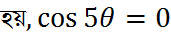 হয়, cos 5θ = 0